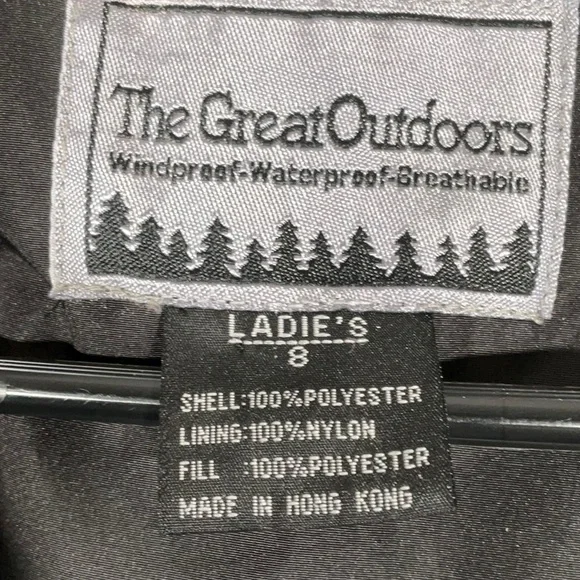 The Great Outdoors
Windproof-Waterproof-Breathable
LADIE'S
8
SHELL:100%POLYESTER
LINING:100%NYLON
FILL :100%POLYESTER
MADE IN HONG KONG